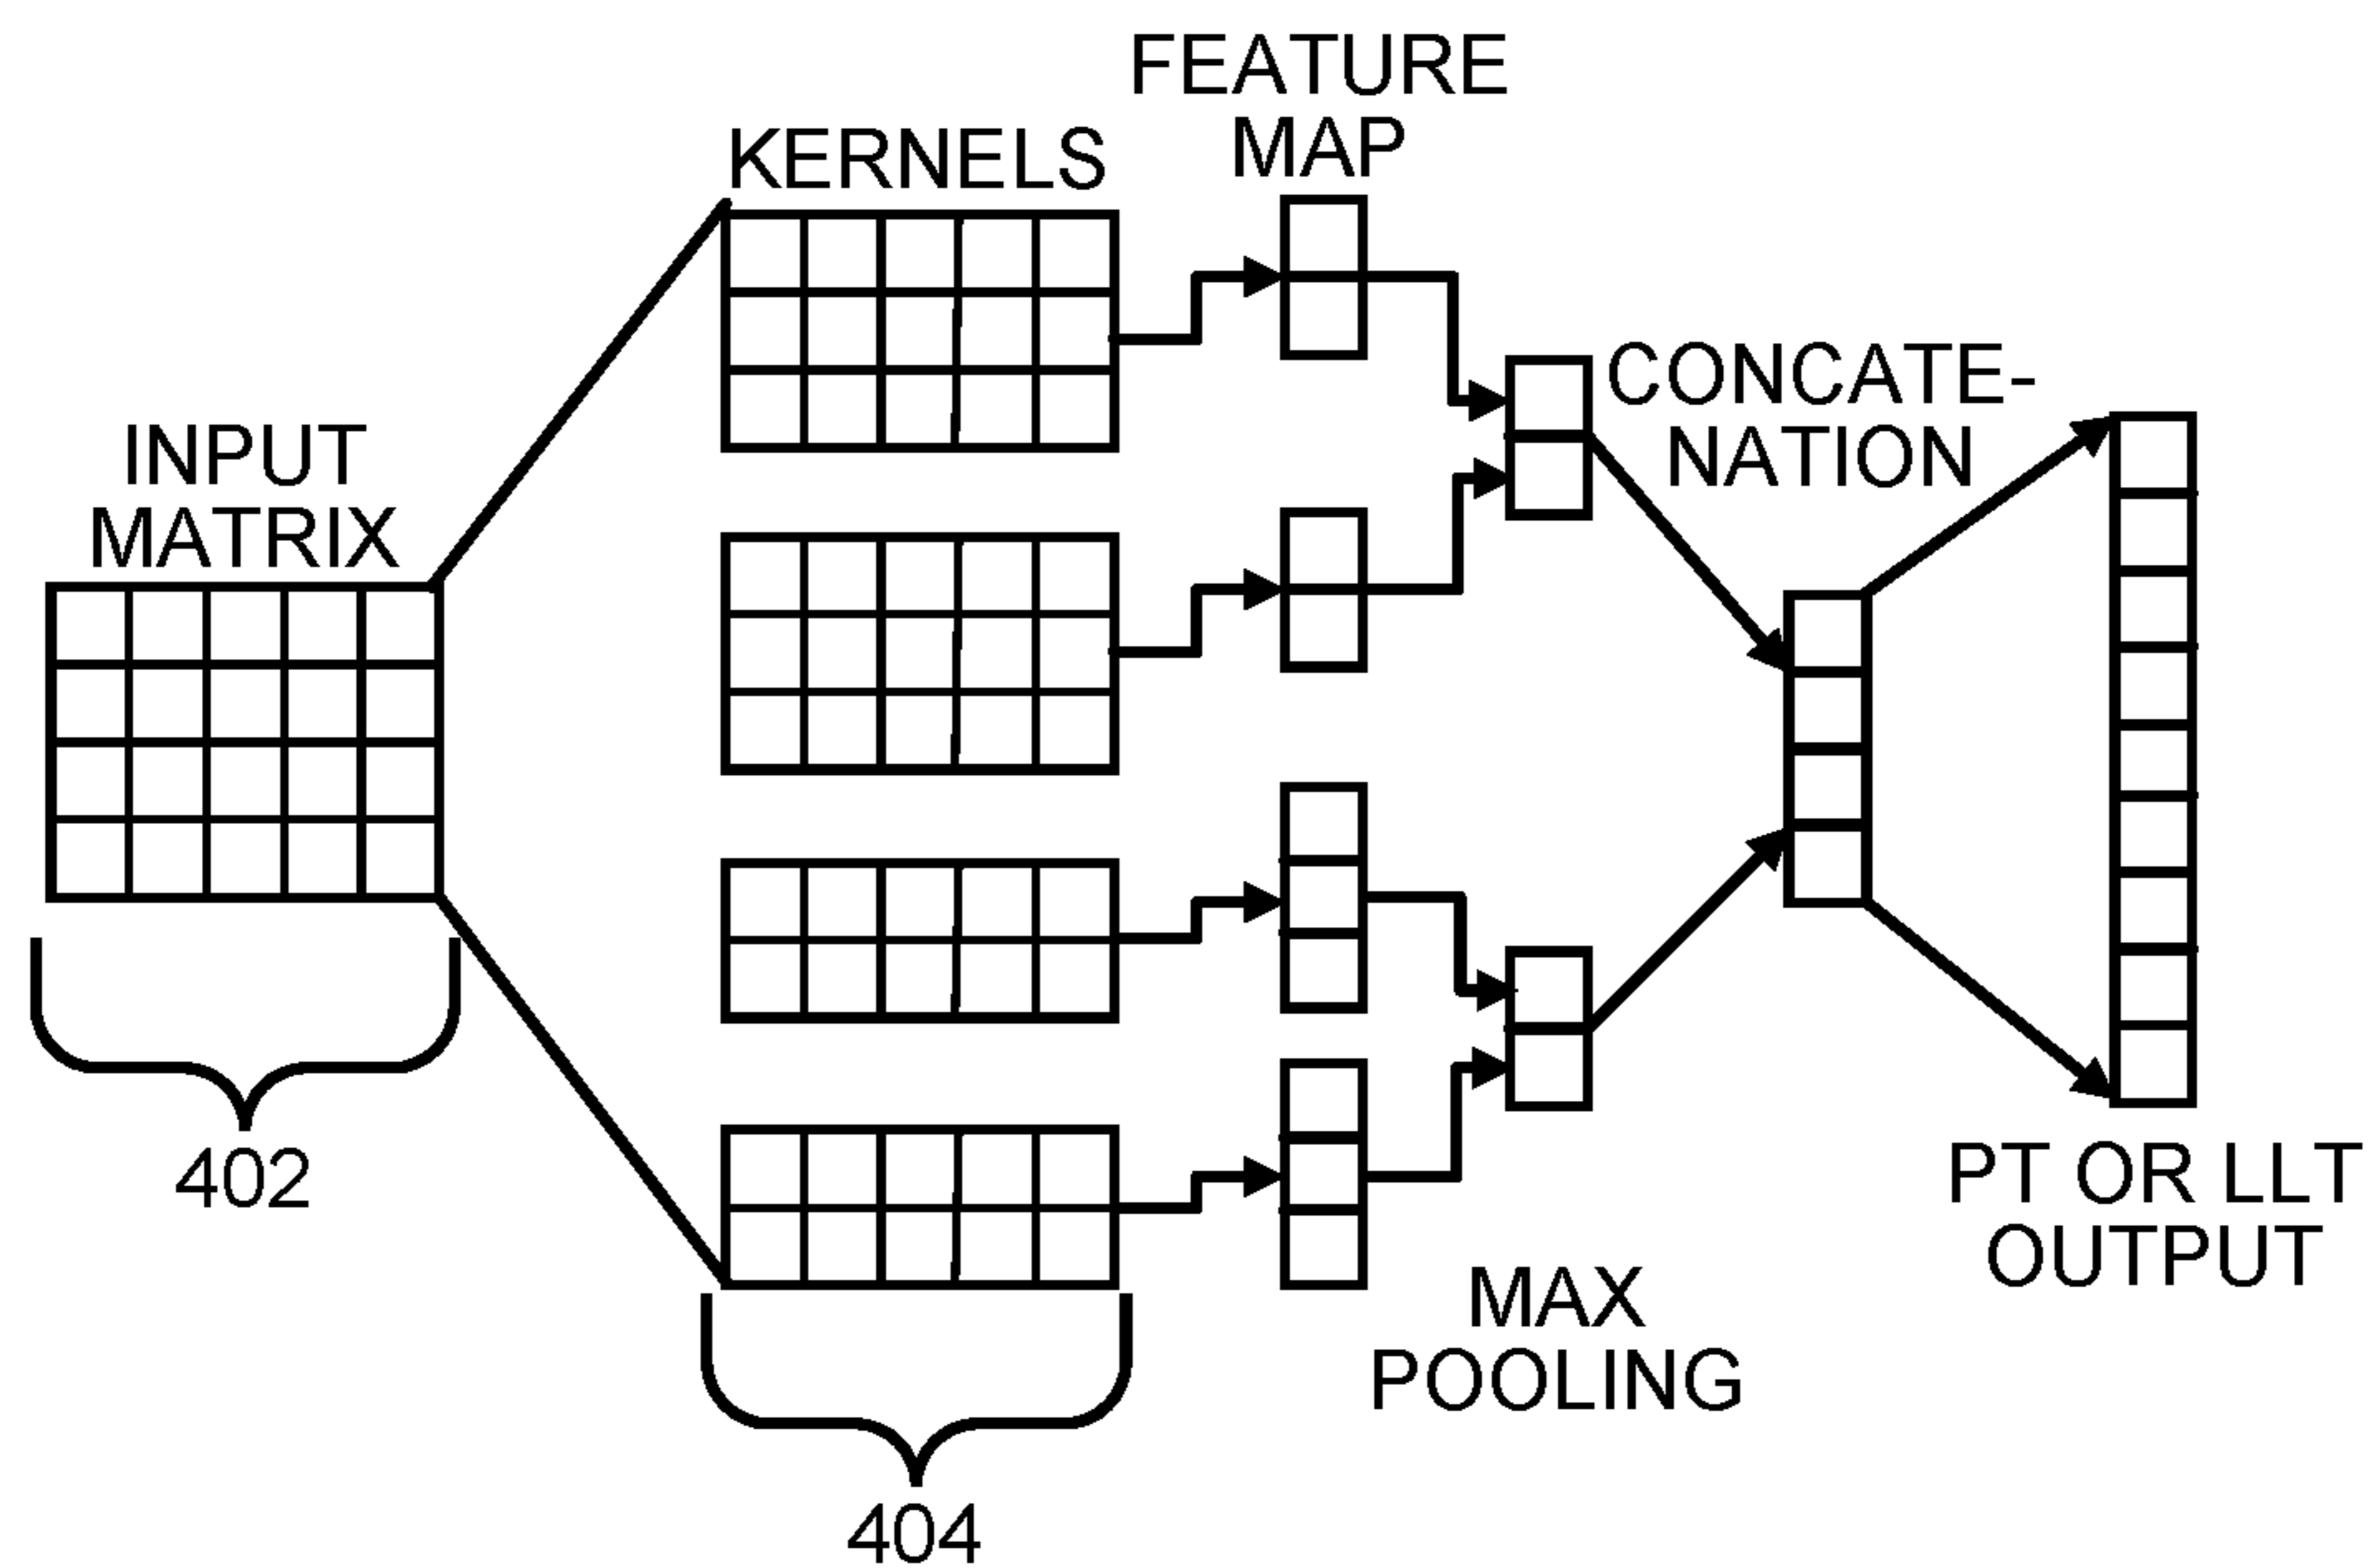 FEATURE
MAP
KERNELS
CONCATE-
NATION
INPUT
MATRIX
402
PT OR LLT
OUTPUT
MAX
POOLING
404